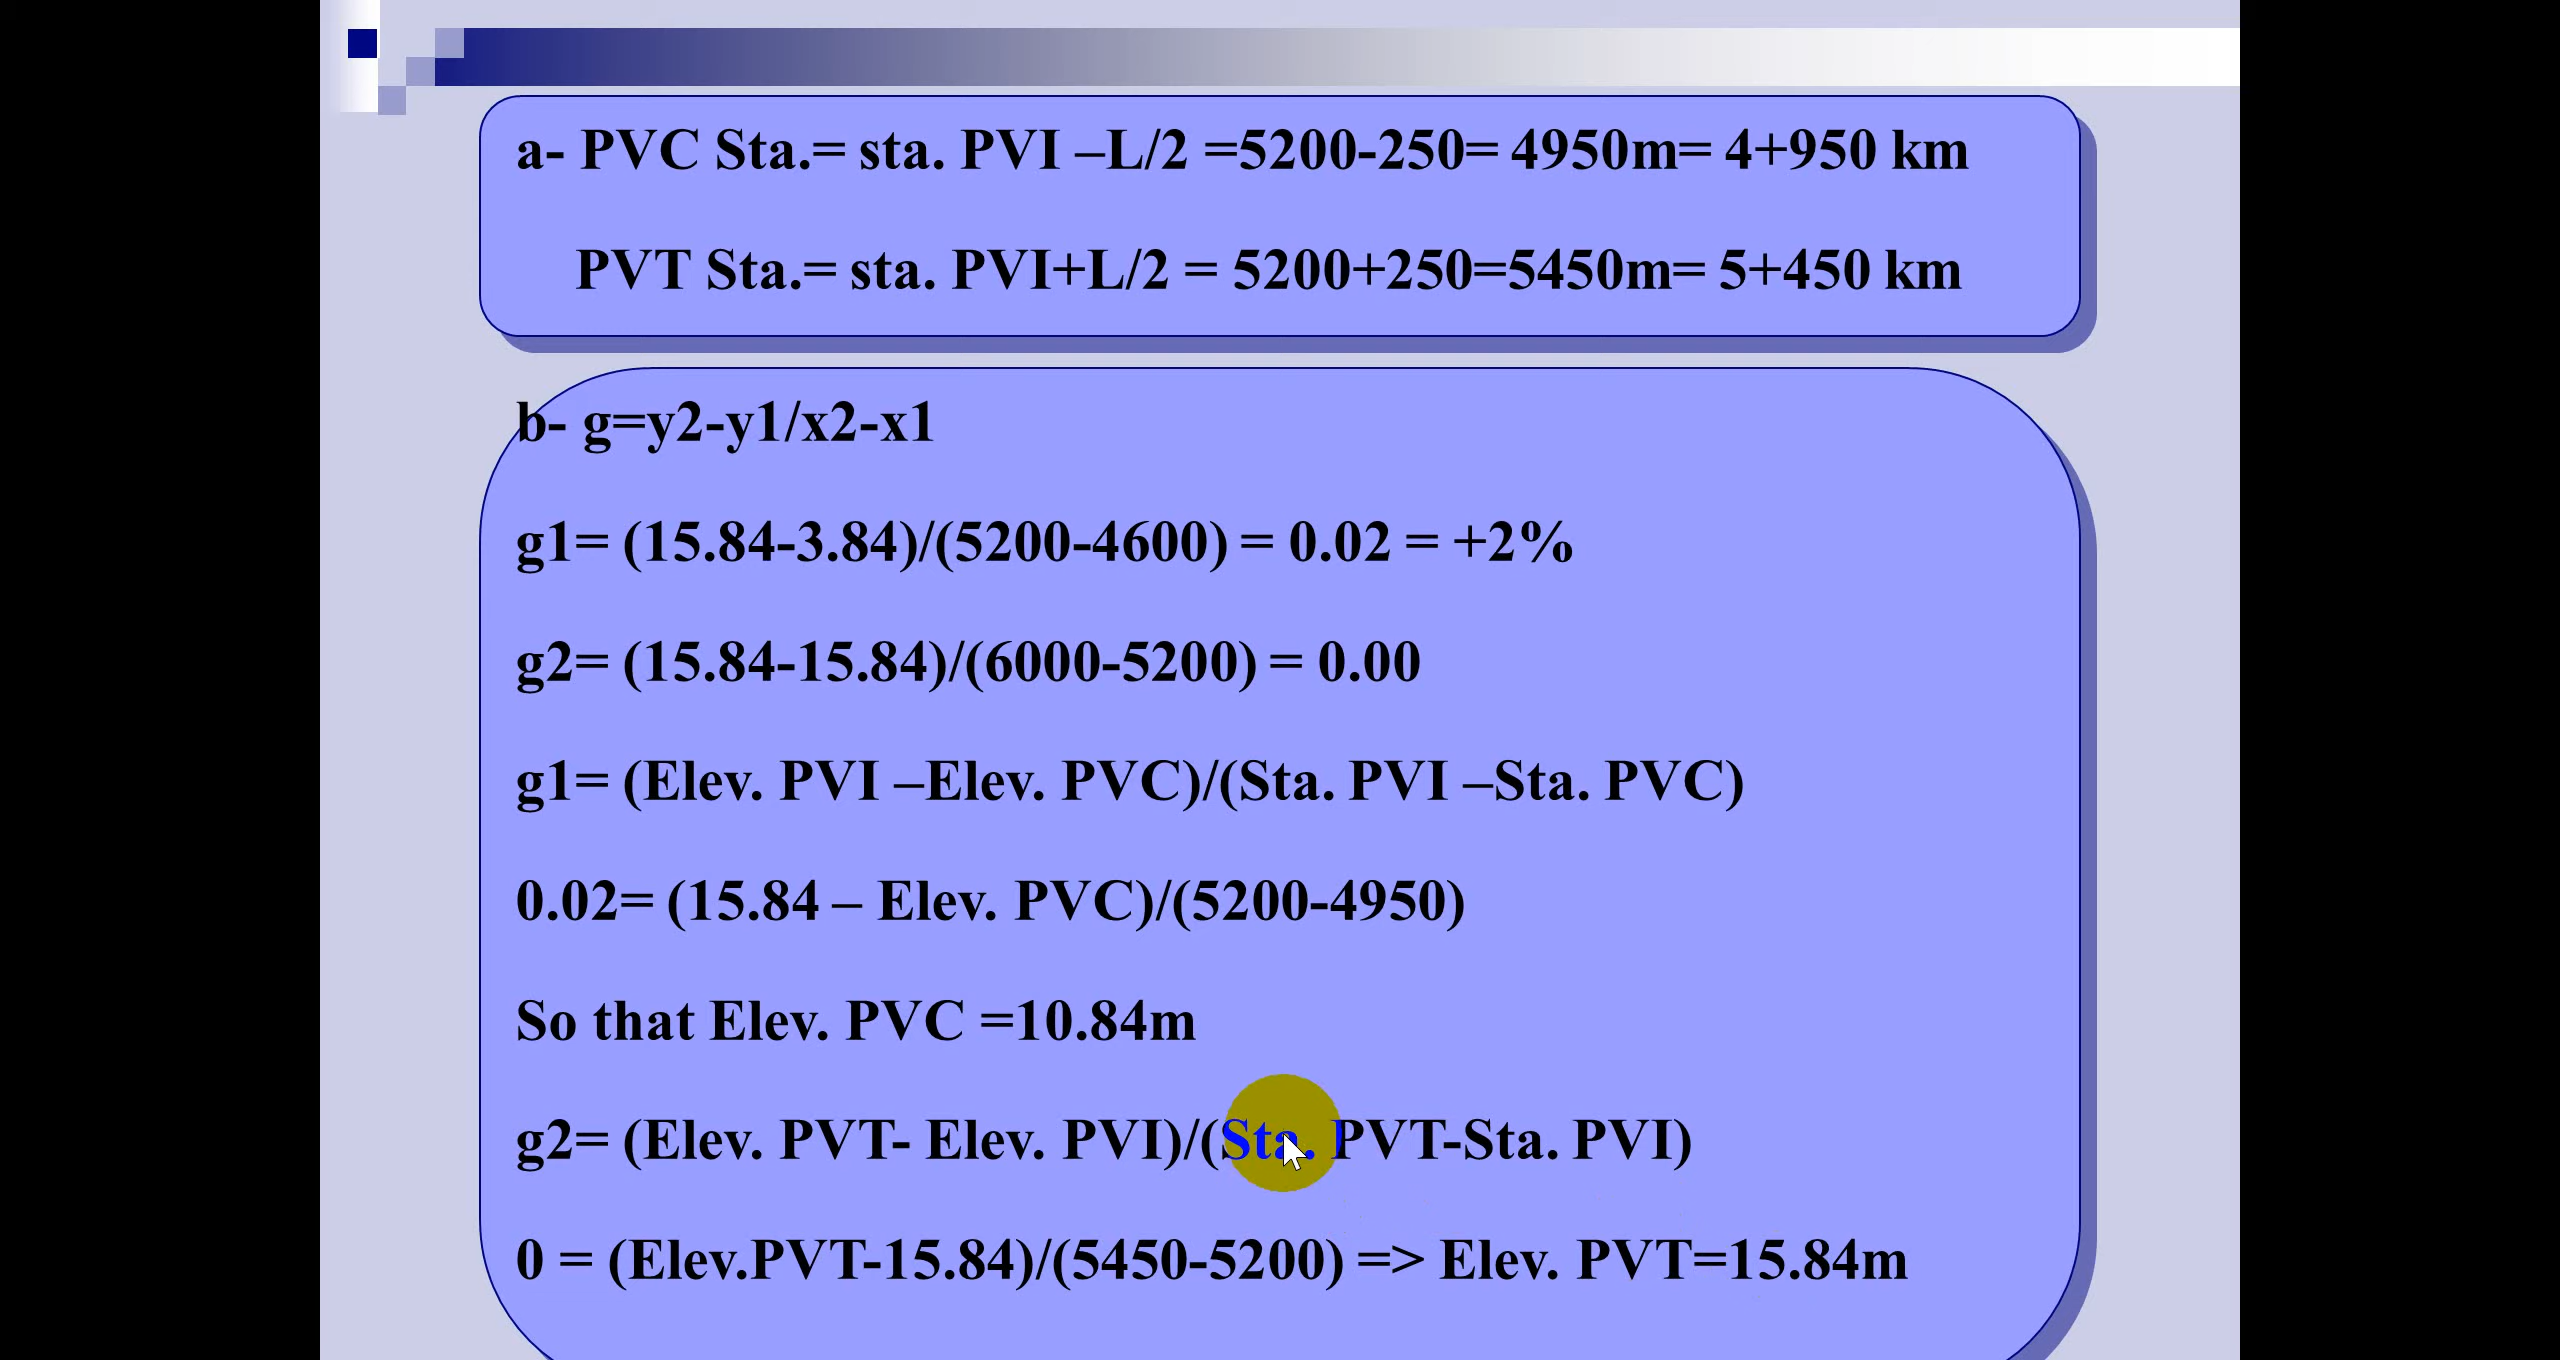 a- PVC Sta.= sta. PVI –L/2 =5200-250= 4950m= 4+950 km
PVT Sta.= sta. PVI+L/2 = 5200+250=5450m= 5+450 km
b- g=y2-y1/x2-x1
g1= (15.84-3.84)/(5200-4600) = 0.02 = +2%
g2= (15.84-15.84)/(6000-5200) = 0.00
g1= (Elev. PVI –Elev. PVC)/(Sta. PVI –Sta. PVC)
0.02= (15.84 – Elev. PVC)/(5200-4950)
So that Elev. PVC =10.84m
g2= (Elev. PVT- Elev. PVI)/(Sta. PVT-Sta. PVI)
0 = (Elev.PVT-15.84)/(5450-5200) => Elev. PVT=15.84m